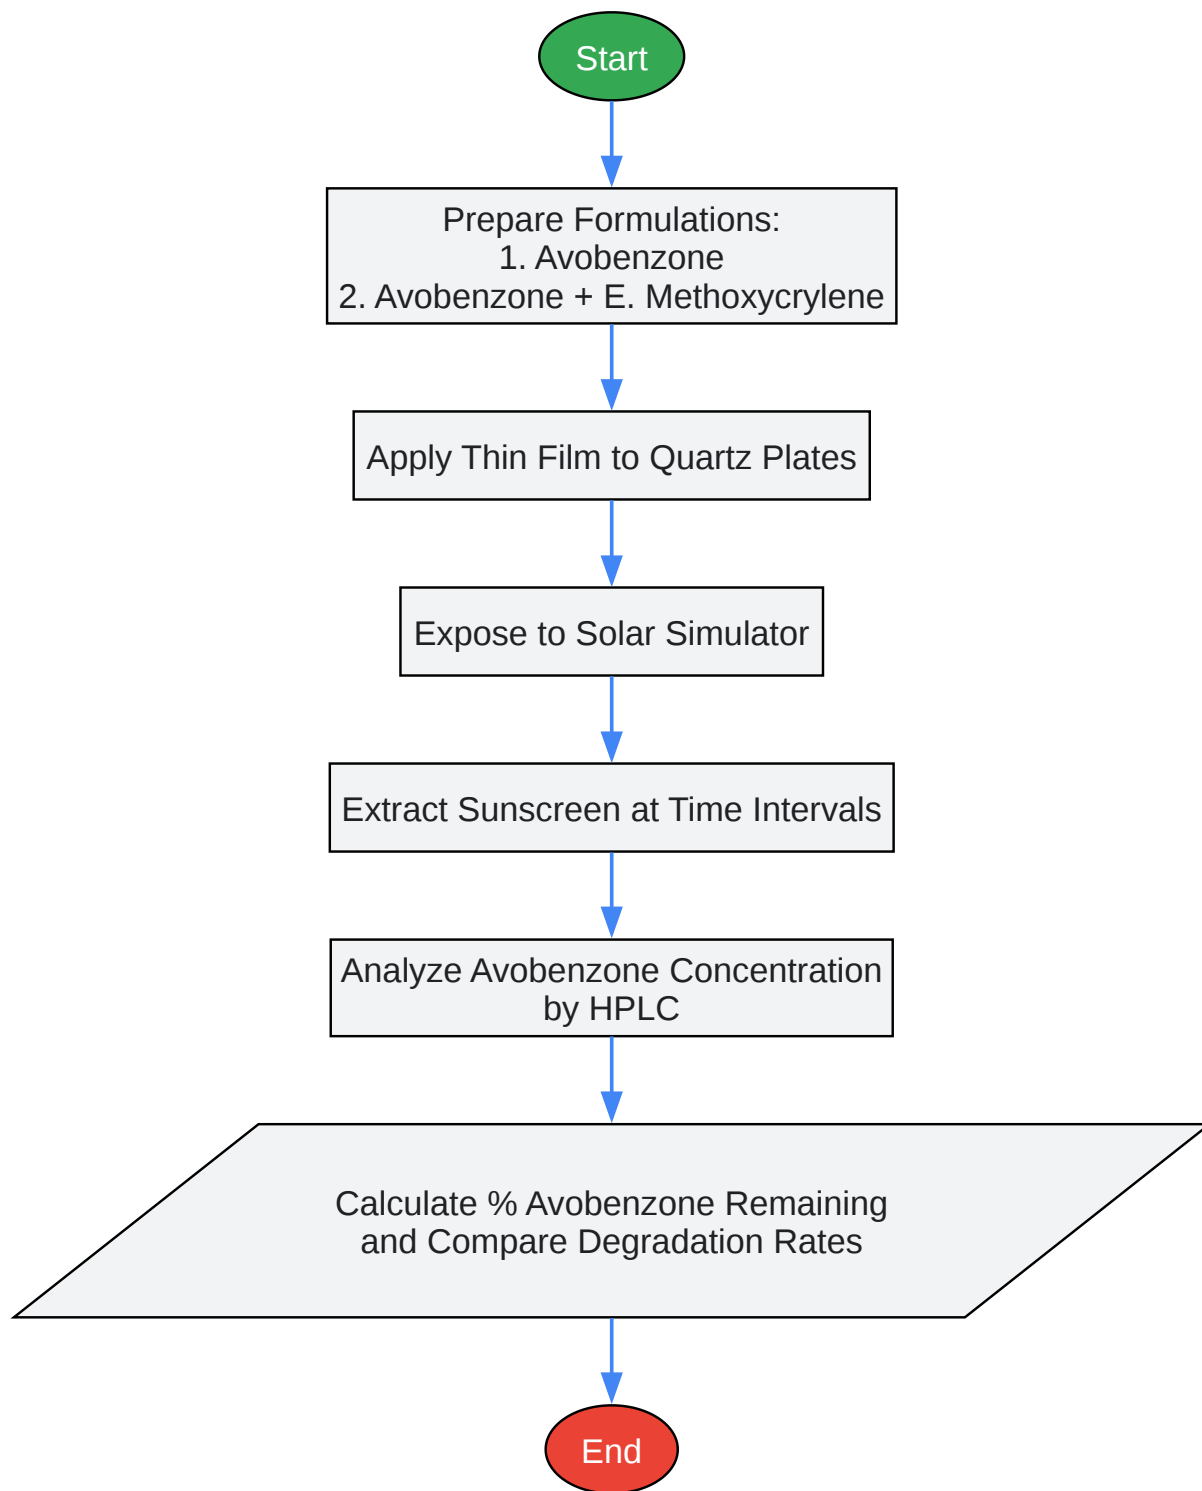 Start
Prepare Formulations:
1. Avobenzone
2. Avobenzone + E. Methoxycrylene
Apply Thin Film to Quartz Plates
Expose to Solar Simulator
Extract Sunscreen at Time Intervals
Analyze Avobenzone Concentration
by HPLC
Calculate % Avobenzone Remaining
and Compare Degradation Rates
End